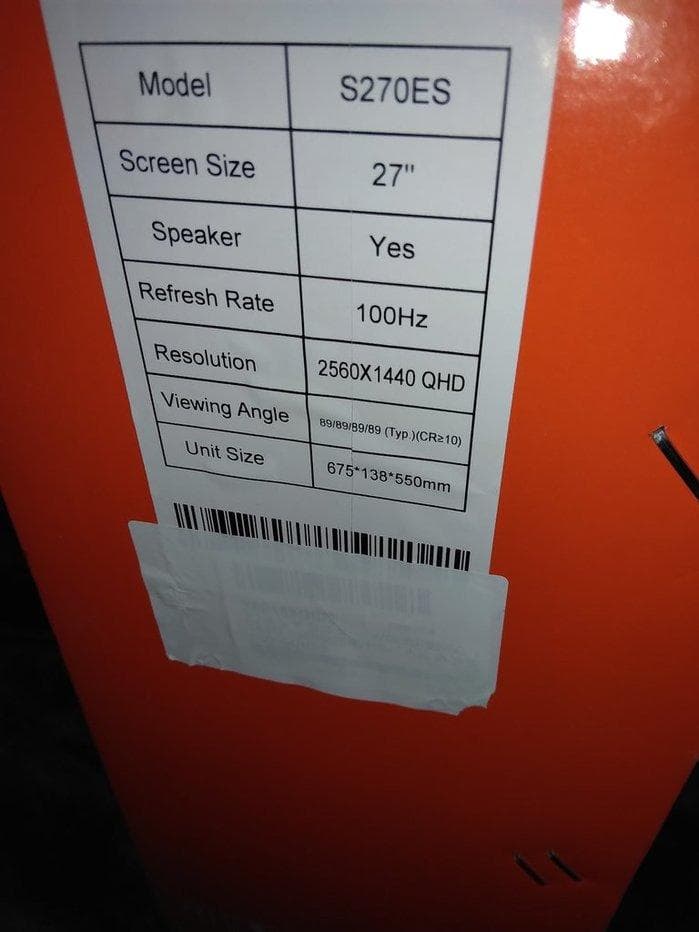 Model S270ES
Screen Size 27"
Speaker Yes
Refresh Rate 100Hz
Resolution 2560X1440 QHD
Viewing Angle 89/89/89/89 (Typ.)(CR≥10)
Unit Size 675*138*550mm